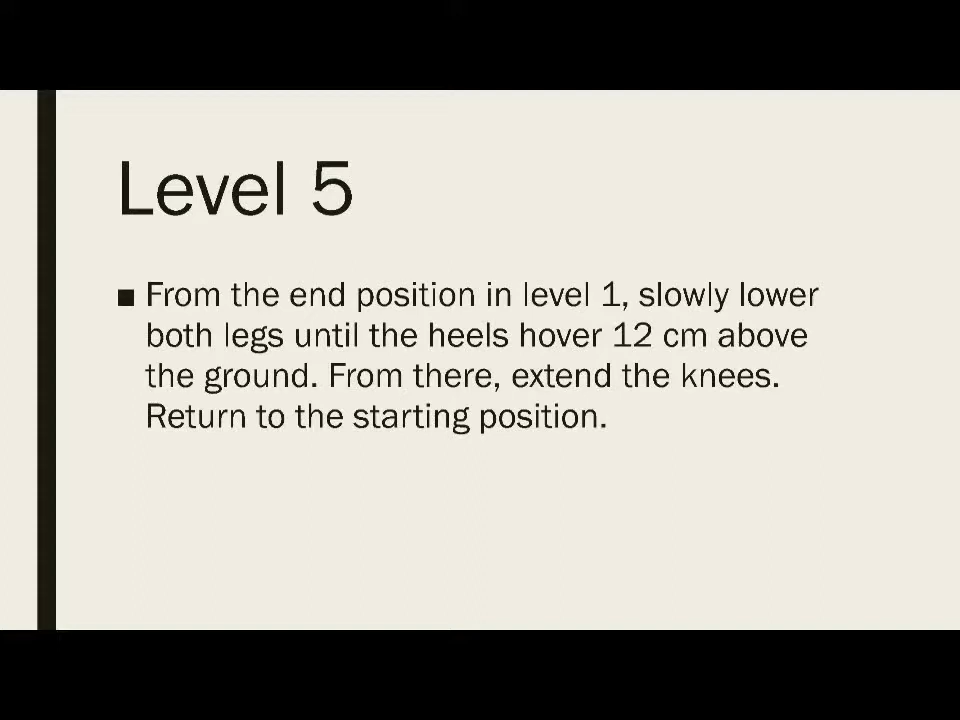 Level 5
■ From the end position in level 1, slowly lower
both legs until the heels hover 12 cm above
the ground. From there, extend the knees.
Return to the starting position.